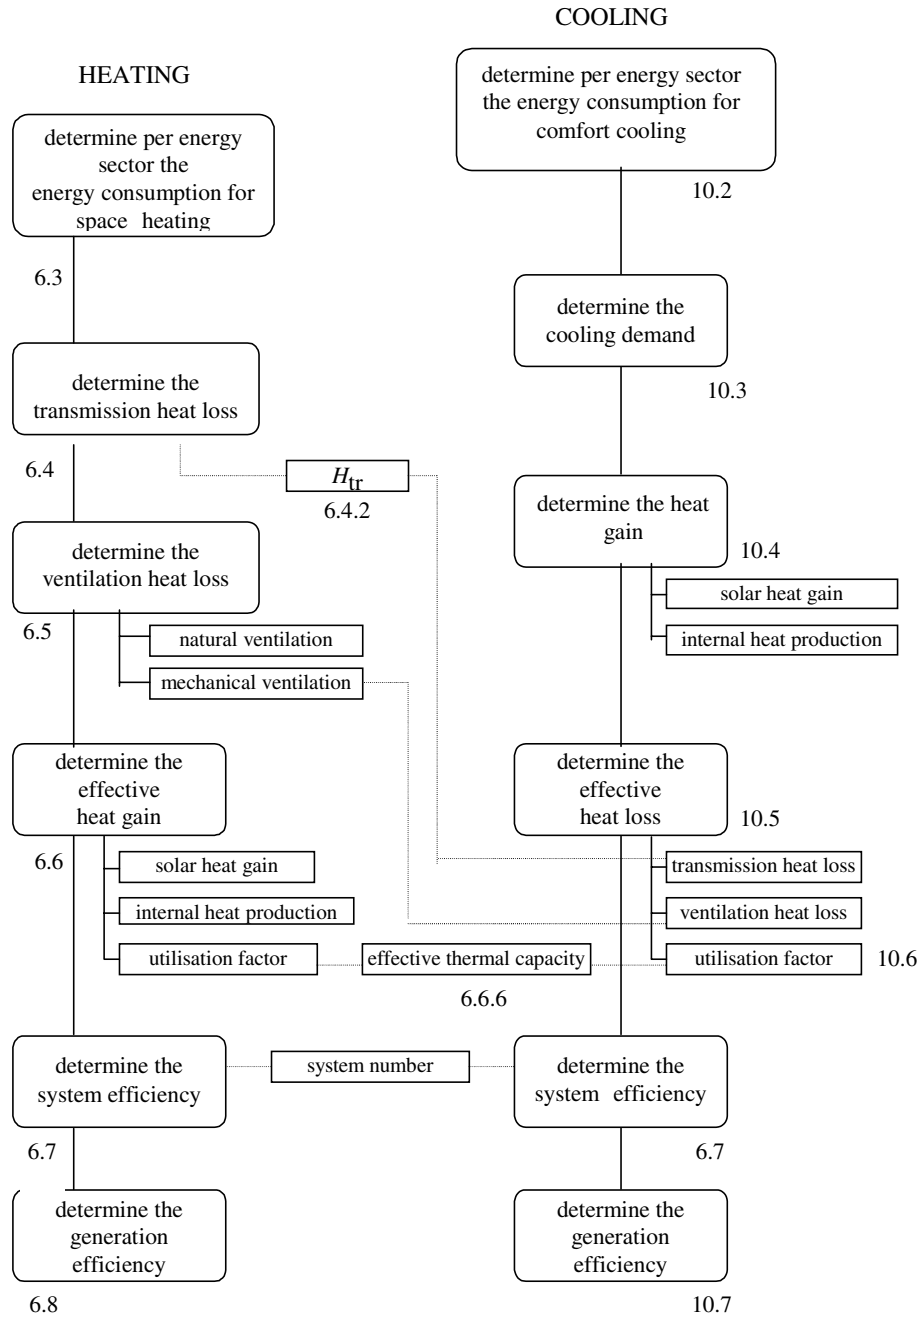 COOLING
HEATING
determine per energy sector
the energy consumption for
comfort cooling
10.2
determine per energy
sector the
energy consumption for
space heating
6.3
determine the
cooling demand
10.3
determine the
transmission heat loss
6.4
H_tr
6.4.2
determine the heat
gain
10.4
solar heat gain
internal heat production
determine the
ventilation heat loss
6.5
natural ventilation
mechanical ventilation
determine the
effective
heat gain
6.6
solar heat gain
internal heat production
utilisation factor
effective thermal capacity
6.6.6
determine the
effective
heat loss
10.5
transmission heat loss
ventilation heat loss
utilisation factor
10.6
determine the
system efficiency
6.7
system number
determine the
system efficiency
6.7
determine the
generation
efficiency
6.8
determine the
generation
efficiency
10.7